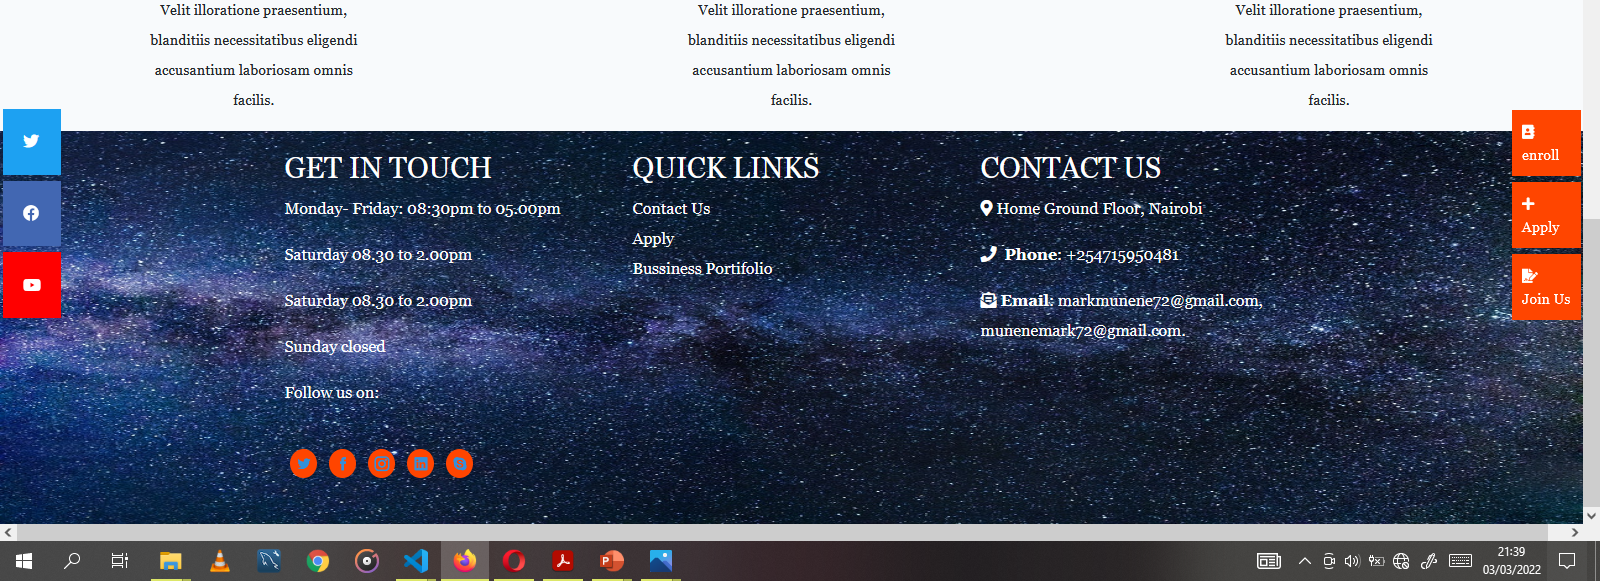 Velit illoratione praesentium,
blanditiis necessitatibus eligendi
accusantium laboriosam omnis
facilis.
Velit illoratione praesentium,
blanditiis necessitatibus eligendi
accusantium laboriosam omnis
facilis.
Velit illoratione praesentium,
blanditiis necessitatibus eligendi
accusantium laboriosam omnis
facilis.
GET IN TOUCH
Monday- Friday: 08:30pm to 05.00pm
Saturday 08.30 to 2.00pm
Saturday 08.30 to 2.00pm
Sunday closed
Follow us on:
QUICK LINKS
Contact Us
Apply
Bussiness Portifolio
CONTACT US
Home Ground Floor, Nairobi
Phone: +254715950481
Email: markmunene72@gmail.com,
munenemark72@gmail.com.
enroll
Apply
Join Us
21:39
03/03/2022